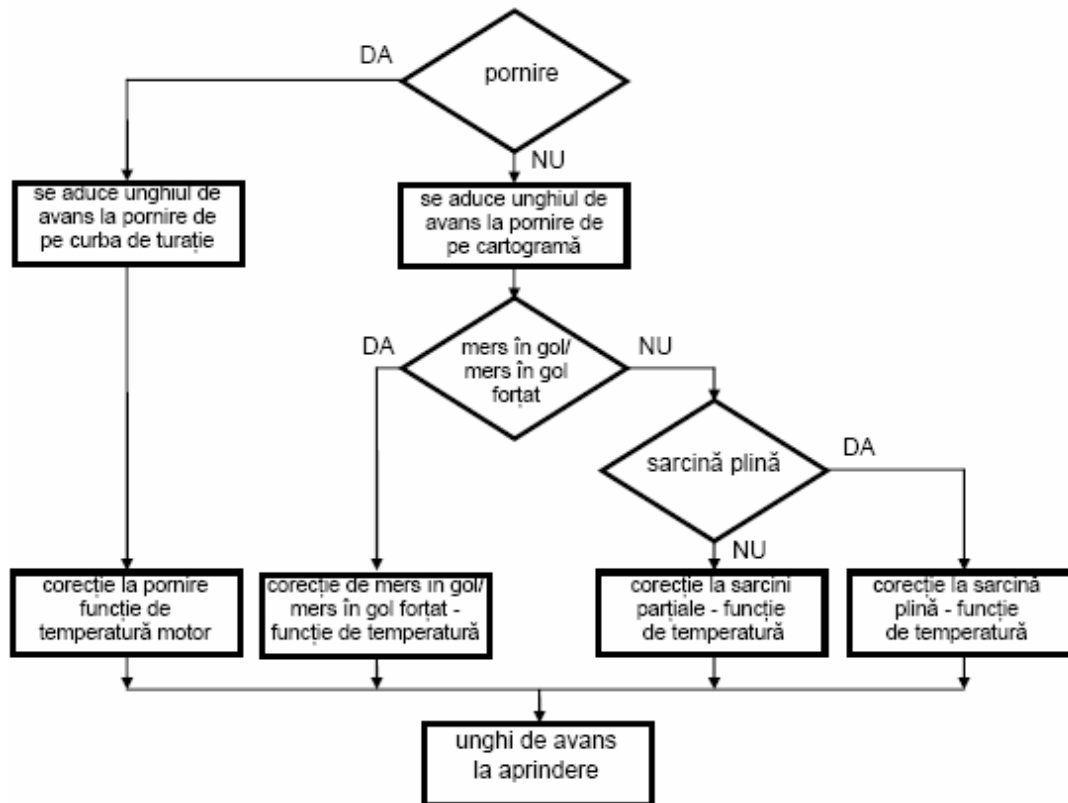 DA
pornire
NU
se aduce unghiul de
avans la pornire de
pe curba de turație
se aduce unghiul de
avans la pornire de
pe cartogramă
DA
mers în gol/
mers în gol
forțat
NU
sarcină plină
DA
NU
corecție la pornire
funcție de
temperatură motor
corecție de mers în gol/
mers în gol forțat -
funcție de temperatură
corecție la sarcini
parțiale - funcție
de temperatură
corecție la sarcină
plină - funcție
de temperatură
unghi de avans
la aprindere